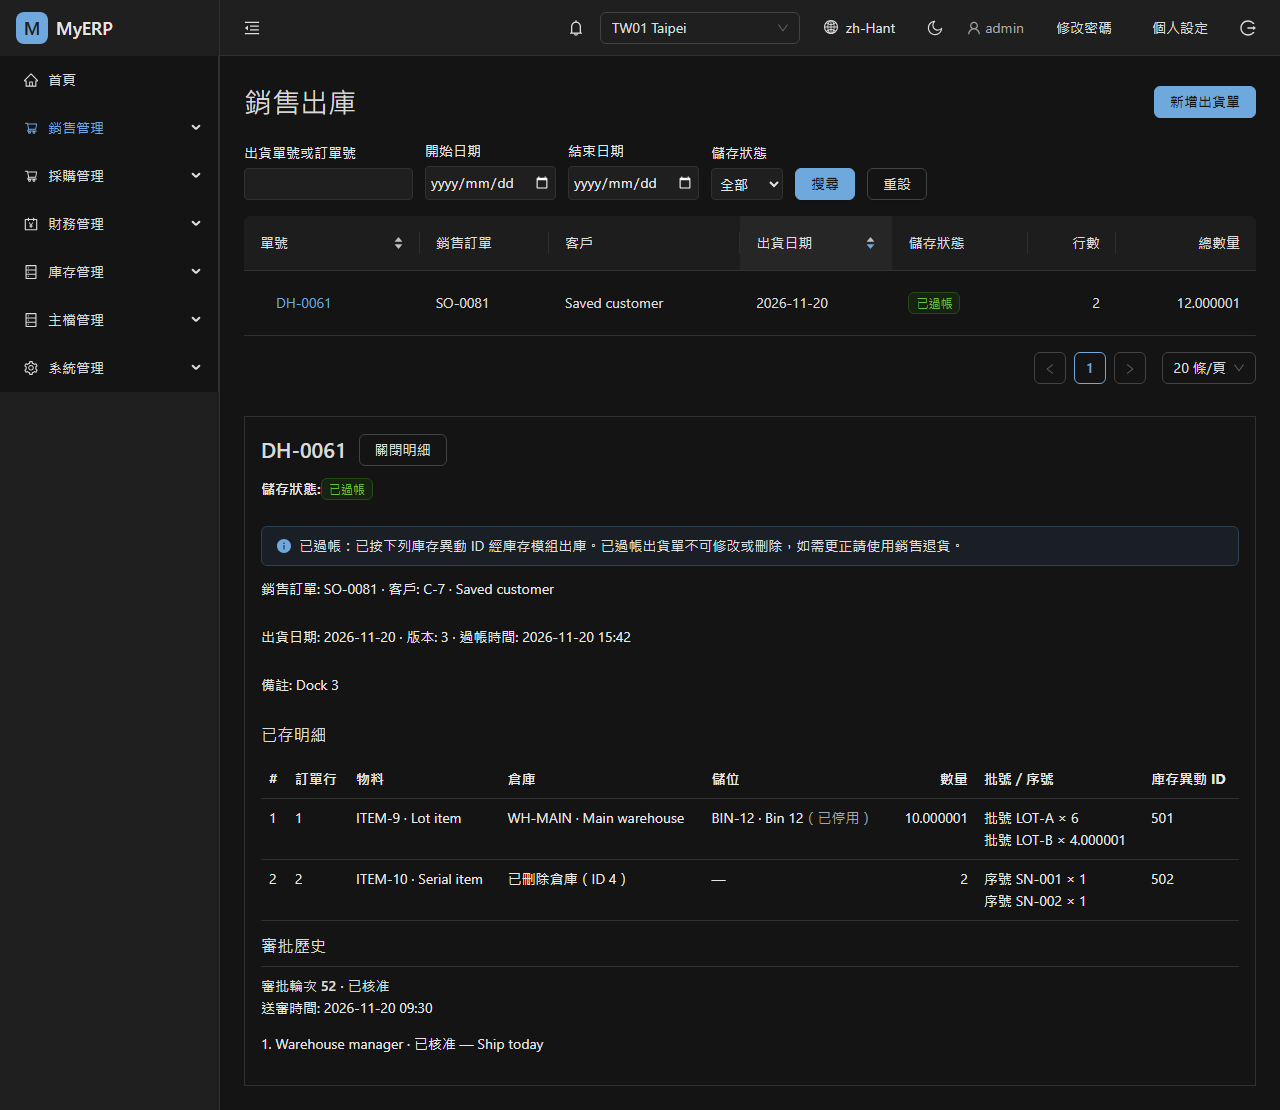 M MyERP
TW01 Taipei
zh-Hant
admin
修改密碼
個人設定
首頁
銷售管理
採購管理
財務管理
庫存管理
主檔管理
系統管理
銷售出庫
新增出貨單
出貨單號或訂單號
開始日期
結束日期
儲存狀態
yyyy/mm/dd
yyyy/mm/dd
全部
搜尋
重設
單號 銷售訂單 客戶 出貨日期 儲存狀態 行數 總數量
DH-0061 SO-0081 Saved customer 2026-11-20 已過帳 2 12.000001
< 1 > 20 條/頁
DH-0061 關閉明細
儲存狀態:已過帳
已過帳：已按下列庫存異動 ID 經庫存模組出庫。已過帳出貨單不可修改或刪除，如需更正請使用銷售退貨。
銷售訂單: SO-0081 · 客戶: C-7 · Saved customer
出貨日期: 2026-11-20 · 版本: 3 · 過帳時間: 2026-11-20 15:42
備註: Dock 3
已存明細
# 訂單行 物料 倉庫 儲位 數量 批號 / 序號 庫存異動 ID
1 1 ITEM-9 · Lot item WH-MAIN · Main warehouse BIN-12 · Bin 12（已停用） 10.000001 批號 LOT-A × 6 501
批號 LOT-B × 4.000001
2 2 ITEM-10 · Serial item 已刪除倉庫（ID 4） — 2 序號 SN-001 × 1 502
序號 SN-002 × 1
審批歷史
審批輪次 52 · 已核准
送審時間: 2026-11-20 09:30
1. Warehouse manager · 已核准 — Ship today